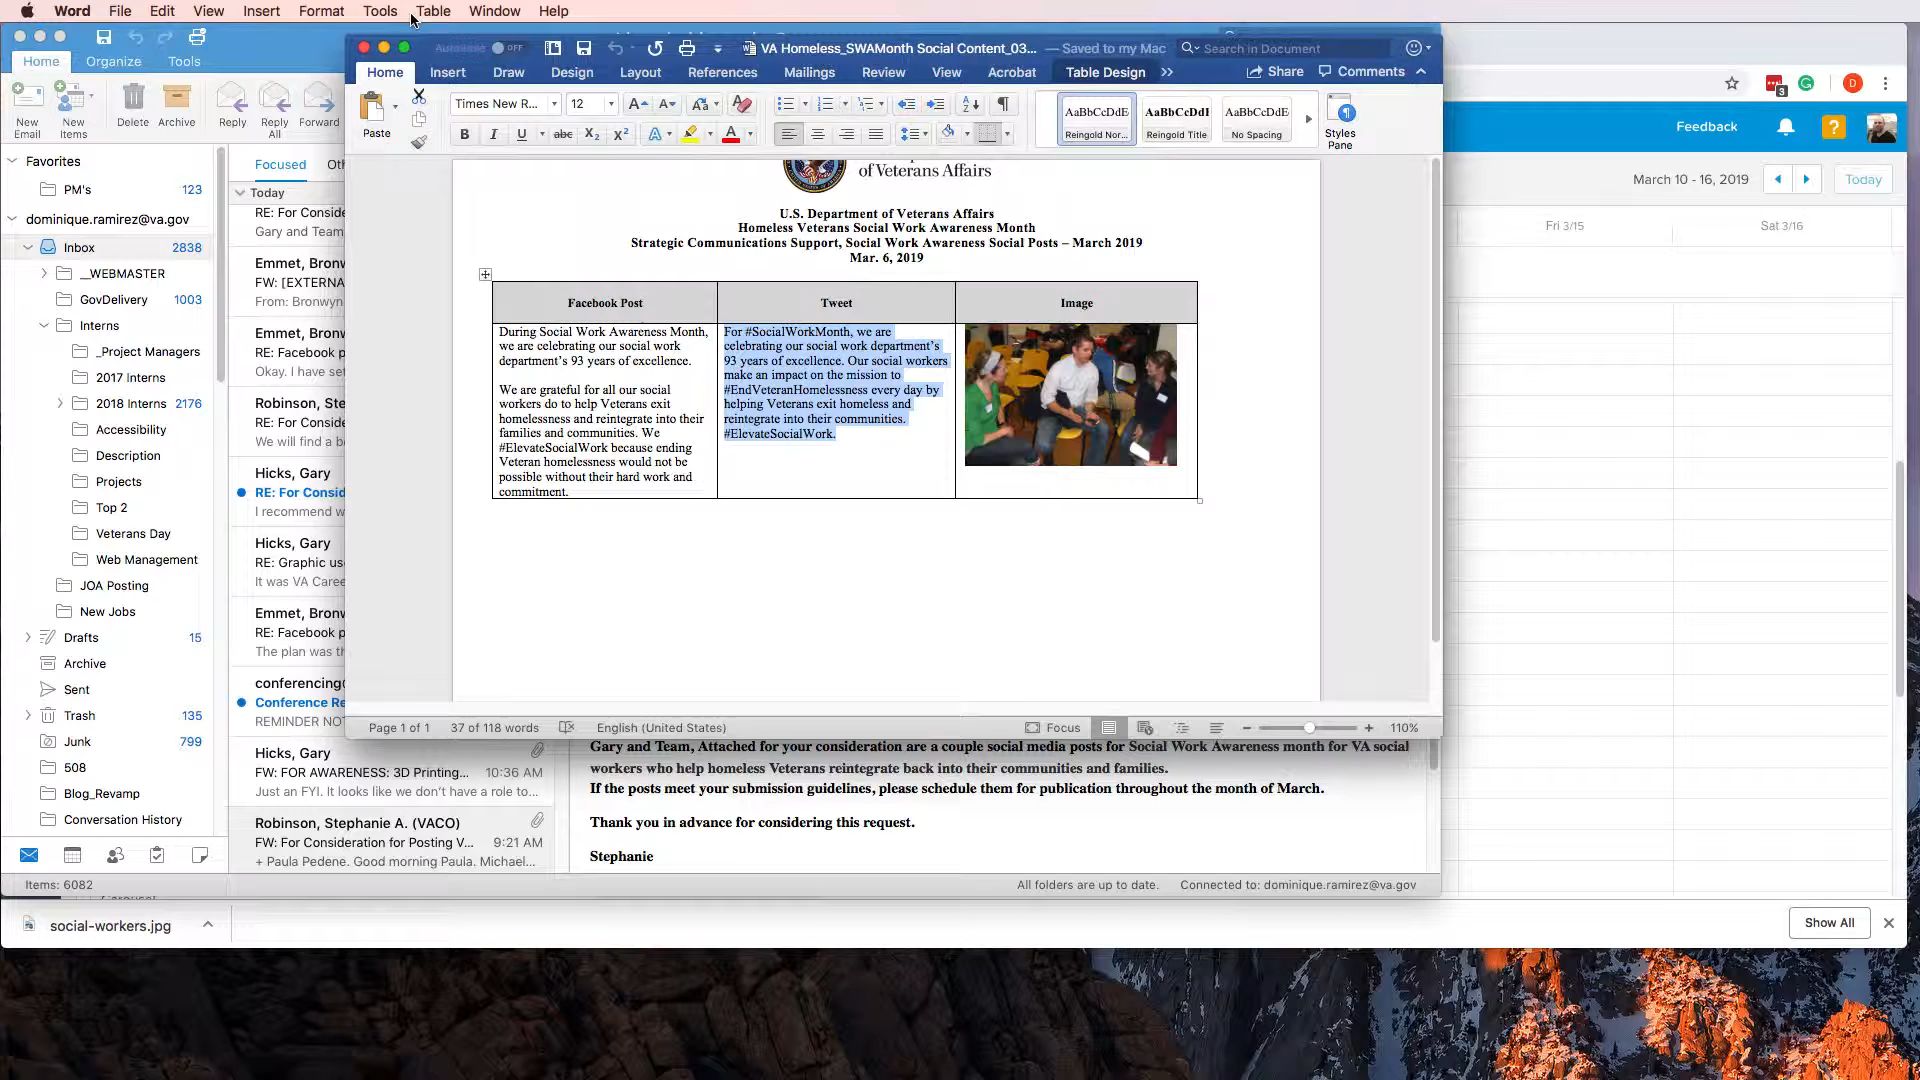 Word File Edit View Insert Format Tools Table Window Help
AutoSave OFF
VA Homeless_SWAMonth Social Content_03... — Saved to my Mac
Search in Document
Home Organize Tools
Home Insert Draw Design Layout References Mailings Review View Acrobat Table Design
Share Comments
New Email
New Items
Delete
Archive
Reply
Reply All
Forward
Paste
Times New R...
12
AaBbCcDdE
Reingold Nor...
AaBbCcDdI
Reingold Title
AaBbCcDdE
No Spacing
Styles Pane
3
D
Feedback
March 10 - 16, 2019
Today
Fri 3/15
Sat 3/16
Favorites
PM's 123
dominique.ramirez@va.gov
Inbox 2838
__WEBMASTER
GovDelivery 1003
Interns
_Project Managers
2017 Interns
2018 Interns 2176
Accessibility
Description
Projects
Top 2
Veterans Day
Web Management
JOA Posting
New Jobs
Drafts 15
Archive
Sent
Trash 135
Junk 799
508
Blog_Revamp
Conversation History
Items: 6082
Focused Ot
Today
RE: For Conside
Gary and Team,
Emmet, Bronw
FW: [EXTERNA
From: Bronwyn
Emmet, Bronw
RE: Facebook p
Okay. I have set
Robinson, Ste
RE: For Conside
We will find a b
Hicks, Gary
RE: For Consid
I recommend w
Hicks, Gary
RE: Graphic us
It was VA Caree
Emmet, Bronw
RE: Facebook p
The plan was th
conferencing@
Conference Re
REMINDER NOT
Hicks, Gary
FW: FOR AWARENESS: 3D Printing... 10:36 AM
Just an FYI. It looks like we don't have a role to...
Robinson, Stephanie A. (VACO)
FW: For Consideration for Posting V... 9:21 AM
+ Paula Pedene. Good morning Paula. Michael...
of Veterans Affairs
U.S. Department of Veterans Affairs
Homeless Veterans Social Work Awareness Month
Strategic Communications Support, Social Work Awareness Social Posts – March 2019
Mar. 6, 2019
Facebook Post
Tweet
Image
During Social Work Awareness Month,
we are celebrating our social work
department's 93 years of excellence.
We are grateful for all our social
workers do to help Veterans exit
homelessness and reintegrate into their
families and communities. We
#ElevateSocialWork because ending
Veteran homelessness would not be
possible without their hard work and
commitment.
For #SocialWorkMonth, we are
celebrating our social work department's
93 years of excellence. Our social workers
make an impact on the mission to
#EndVeteranHomelessness every day by
helping Veterans exit homeless and
reintegrate into their communities.
#ElevateSocialWork.
Page 1 of 1 37 of 118 words English (United States) Focus 110%
Gary and Team, Attached for your consideration are a couple social media posts for Social Work Awareness month for VA social
workers who help homeless Veterans reintegrate back into their communities and families.
If the posts meet your submission guidelines, please schedule them for publication throughout the month of March.
Thank you in advance for considering this request.
Stephanie
All folders are up to date. Connected to: dominique.ramirez@va.gov
social-workers.jpg
Show All